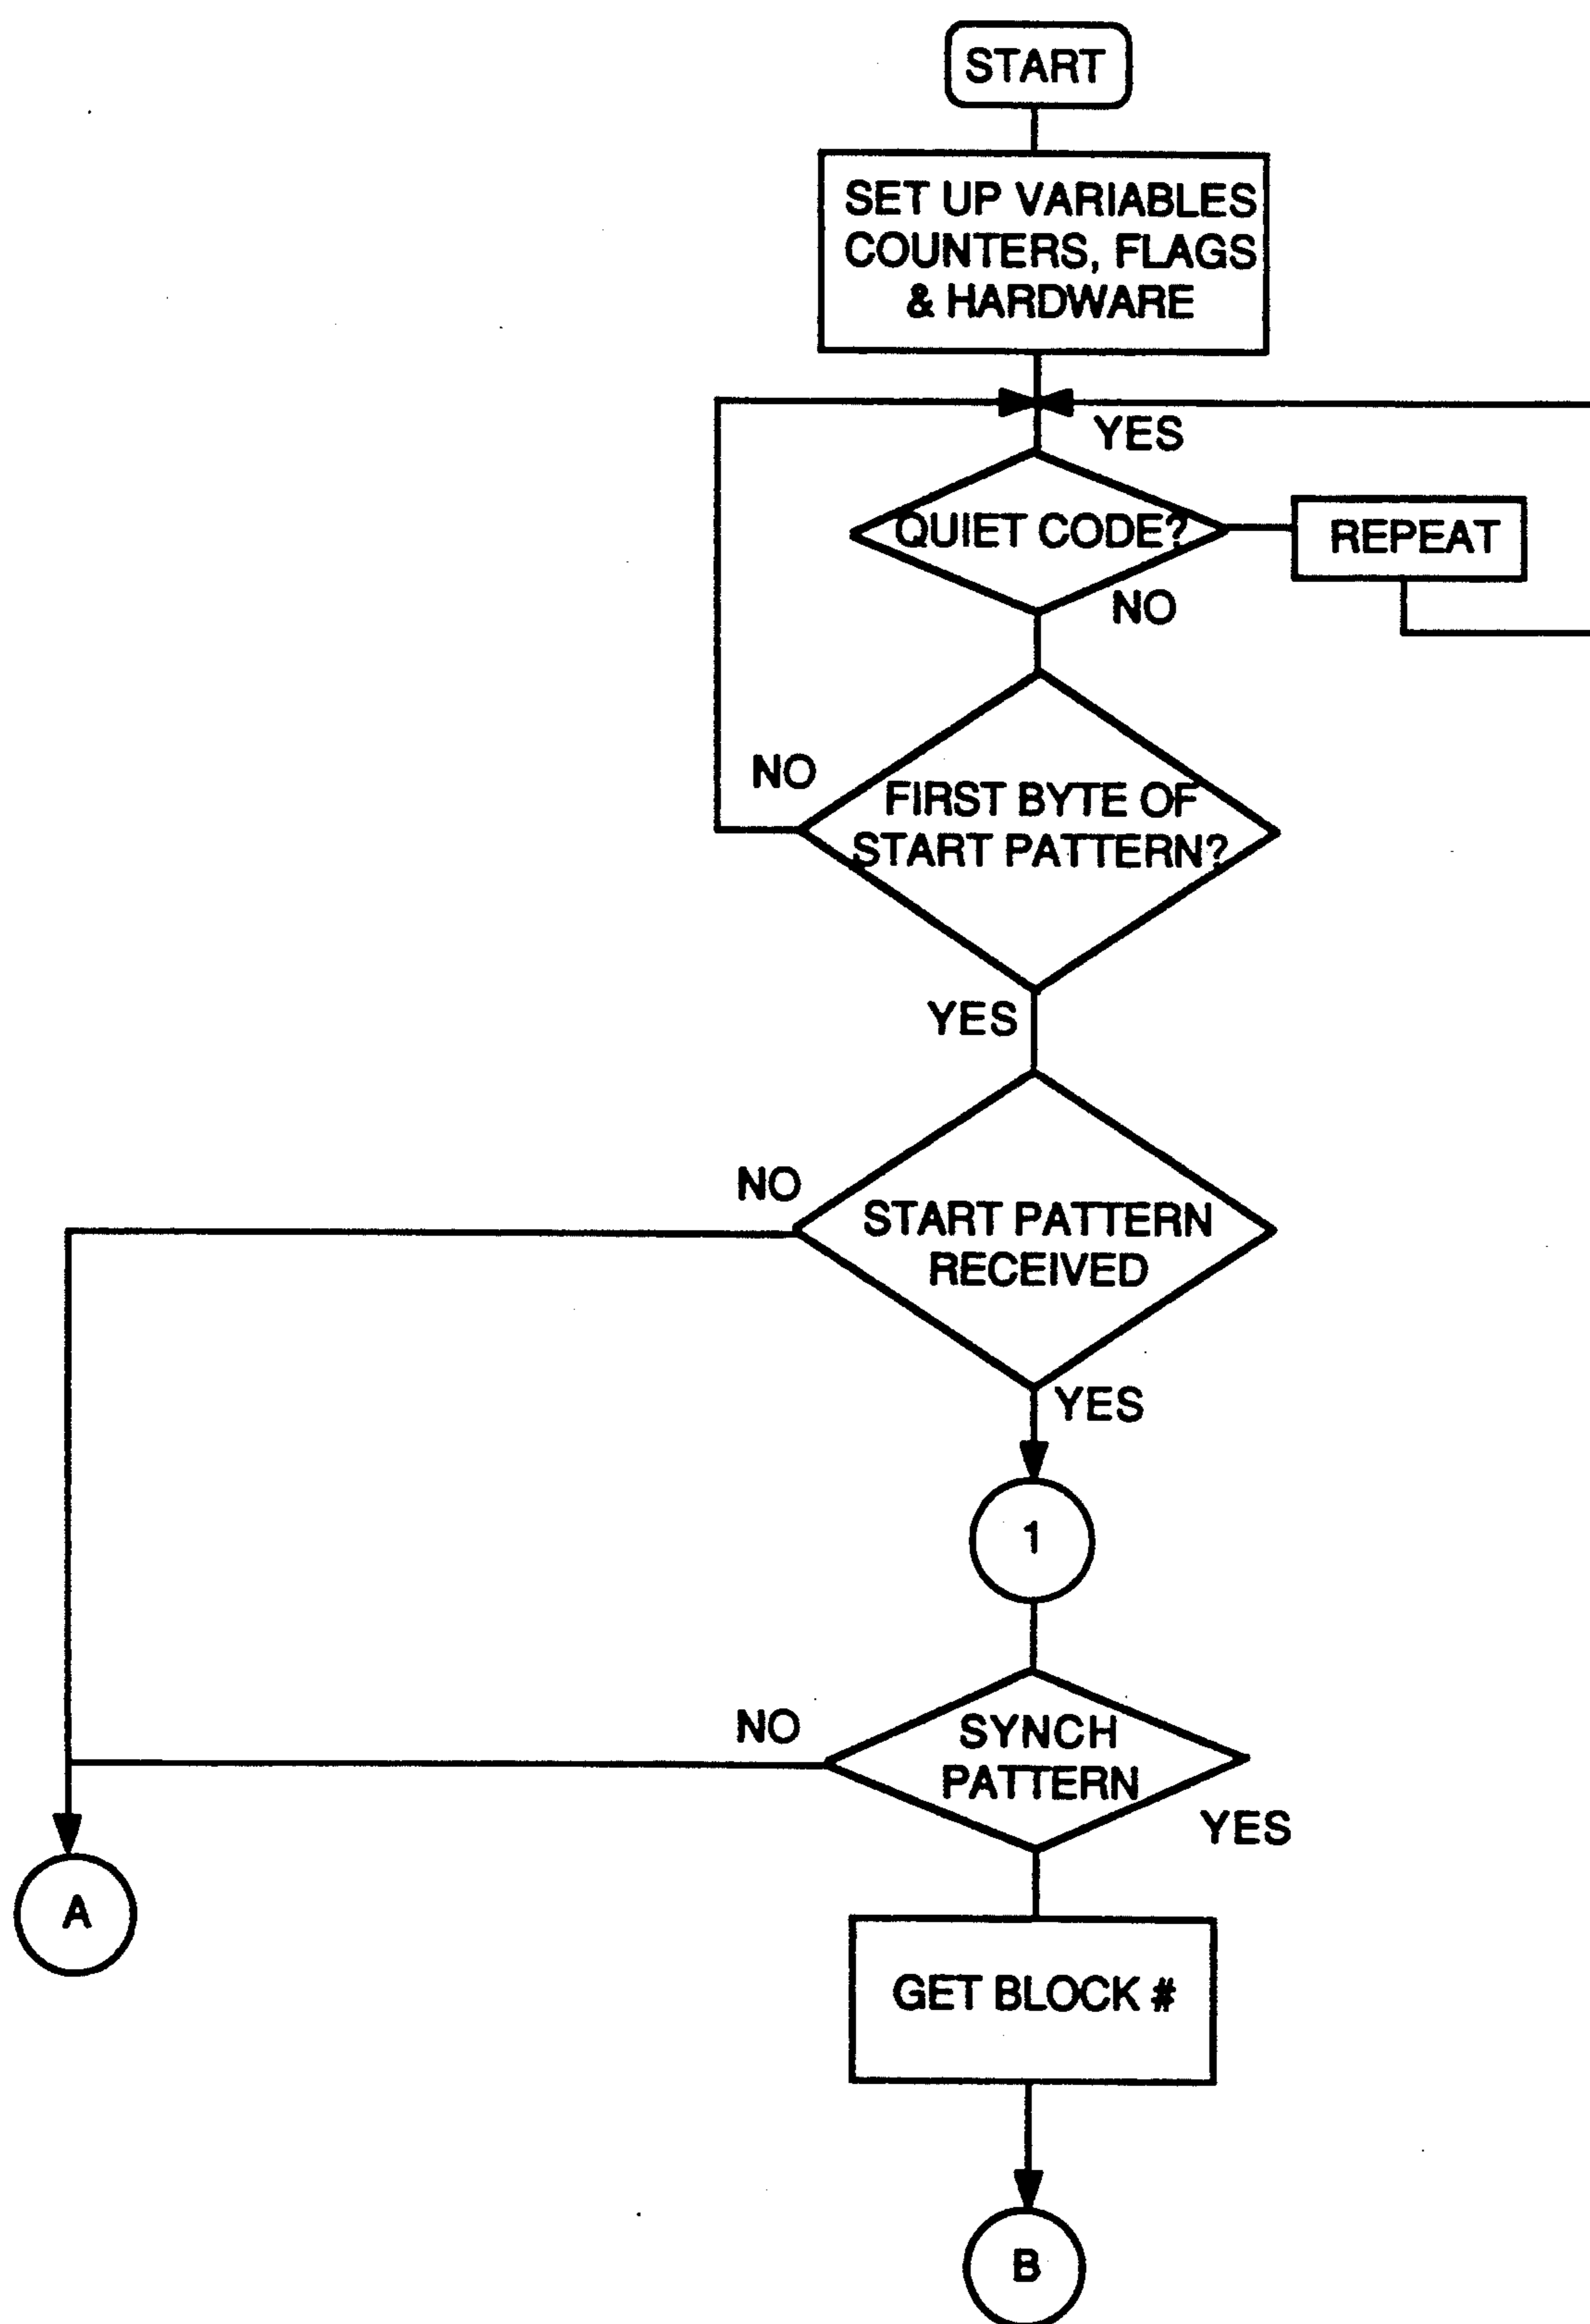 START
SET UP VARIABLES
COUNTERS, FLAGS
& HARDWARE
YES
QUIET CODE?
REPEAT
NO
NO
FIRST BYTE OF
START PATTERN?
YES
NO
START PATTERN
RECEIVED
YES
1
NO
SYNCH
PATTERN
YES
A
GET BLOCK #
B